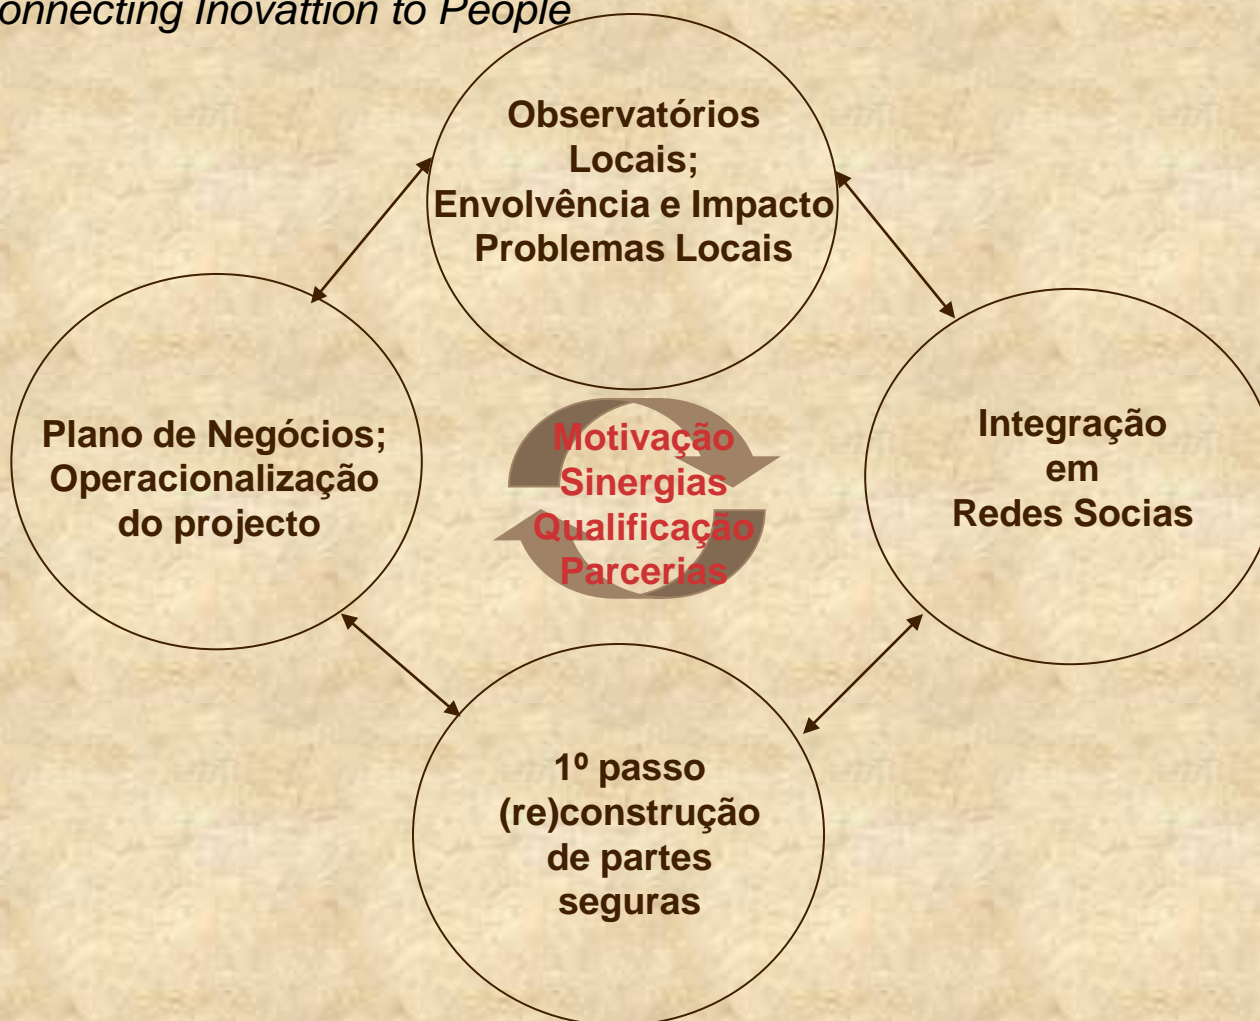 onnecting Inovattion to People
Observatórios
Locais;
Envolvência e Impacto
Problemas Locais
Plano de Negócios;
Operacionalização
do projecto
Motivação
Sinergias
Qualificação
Parcerias
Integração
em
Redes Socias
1º passo
(re)construção
de partes
seguras